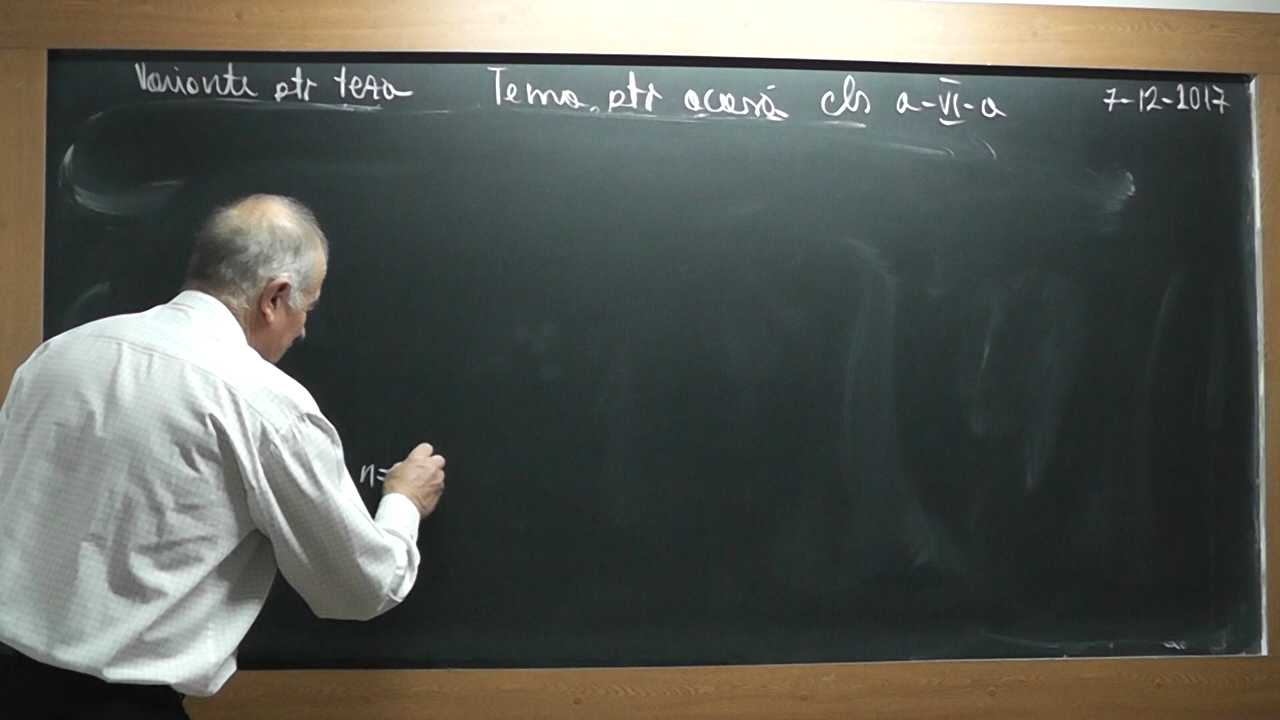 Variante ptr teza Tema ptr acasă cls a-VI-a 7-12-2017
n=